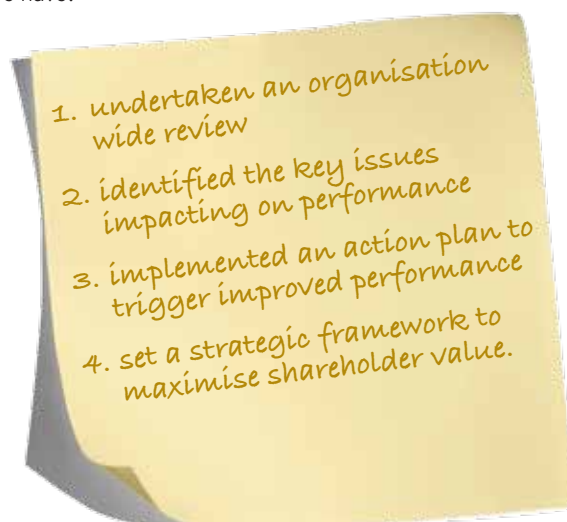 1. undertaken an organisation
wide review
2. identified the key issues
impacting on performance
3. implemented an action plan to
trigger improved performance
4. set a strategic framework to
maximise shareholder value.